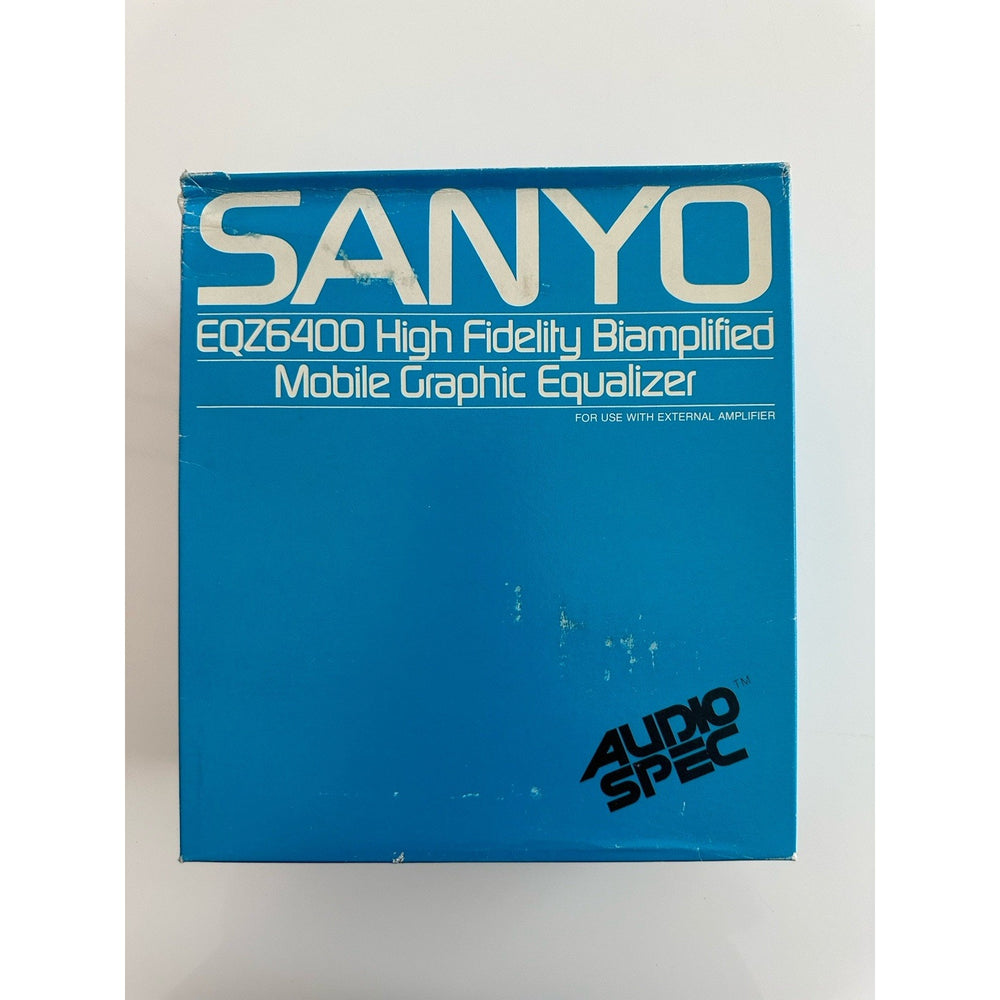 SANYO
EQZ6400 High Fidelity Biamplified
Mobile Graphic Equalizer
FOR USE WITH EXTERNAL AMPLIFIER
AUDIO TM
SPEC